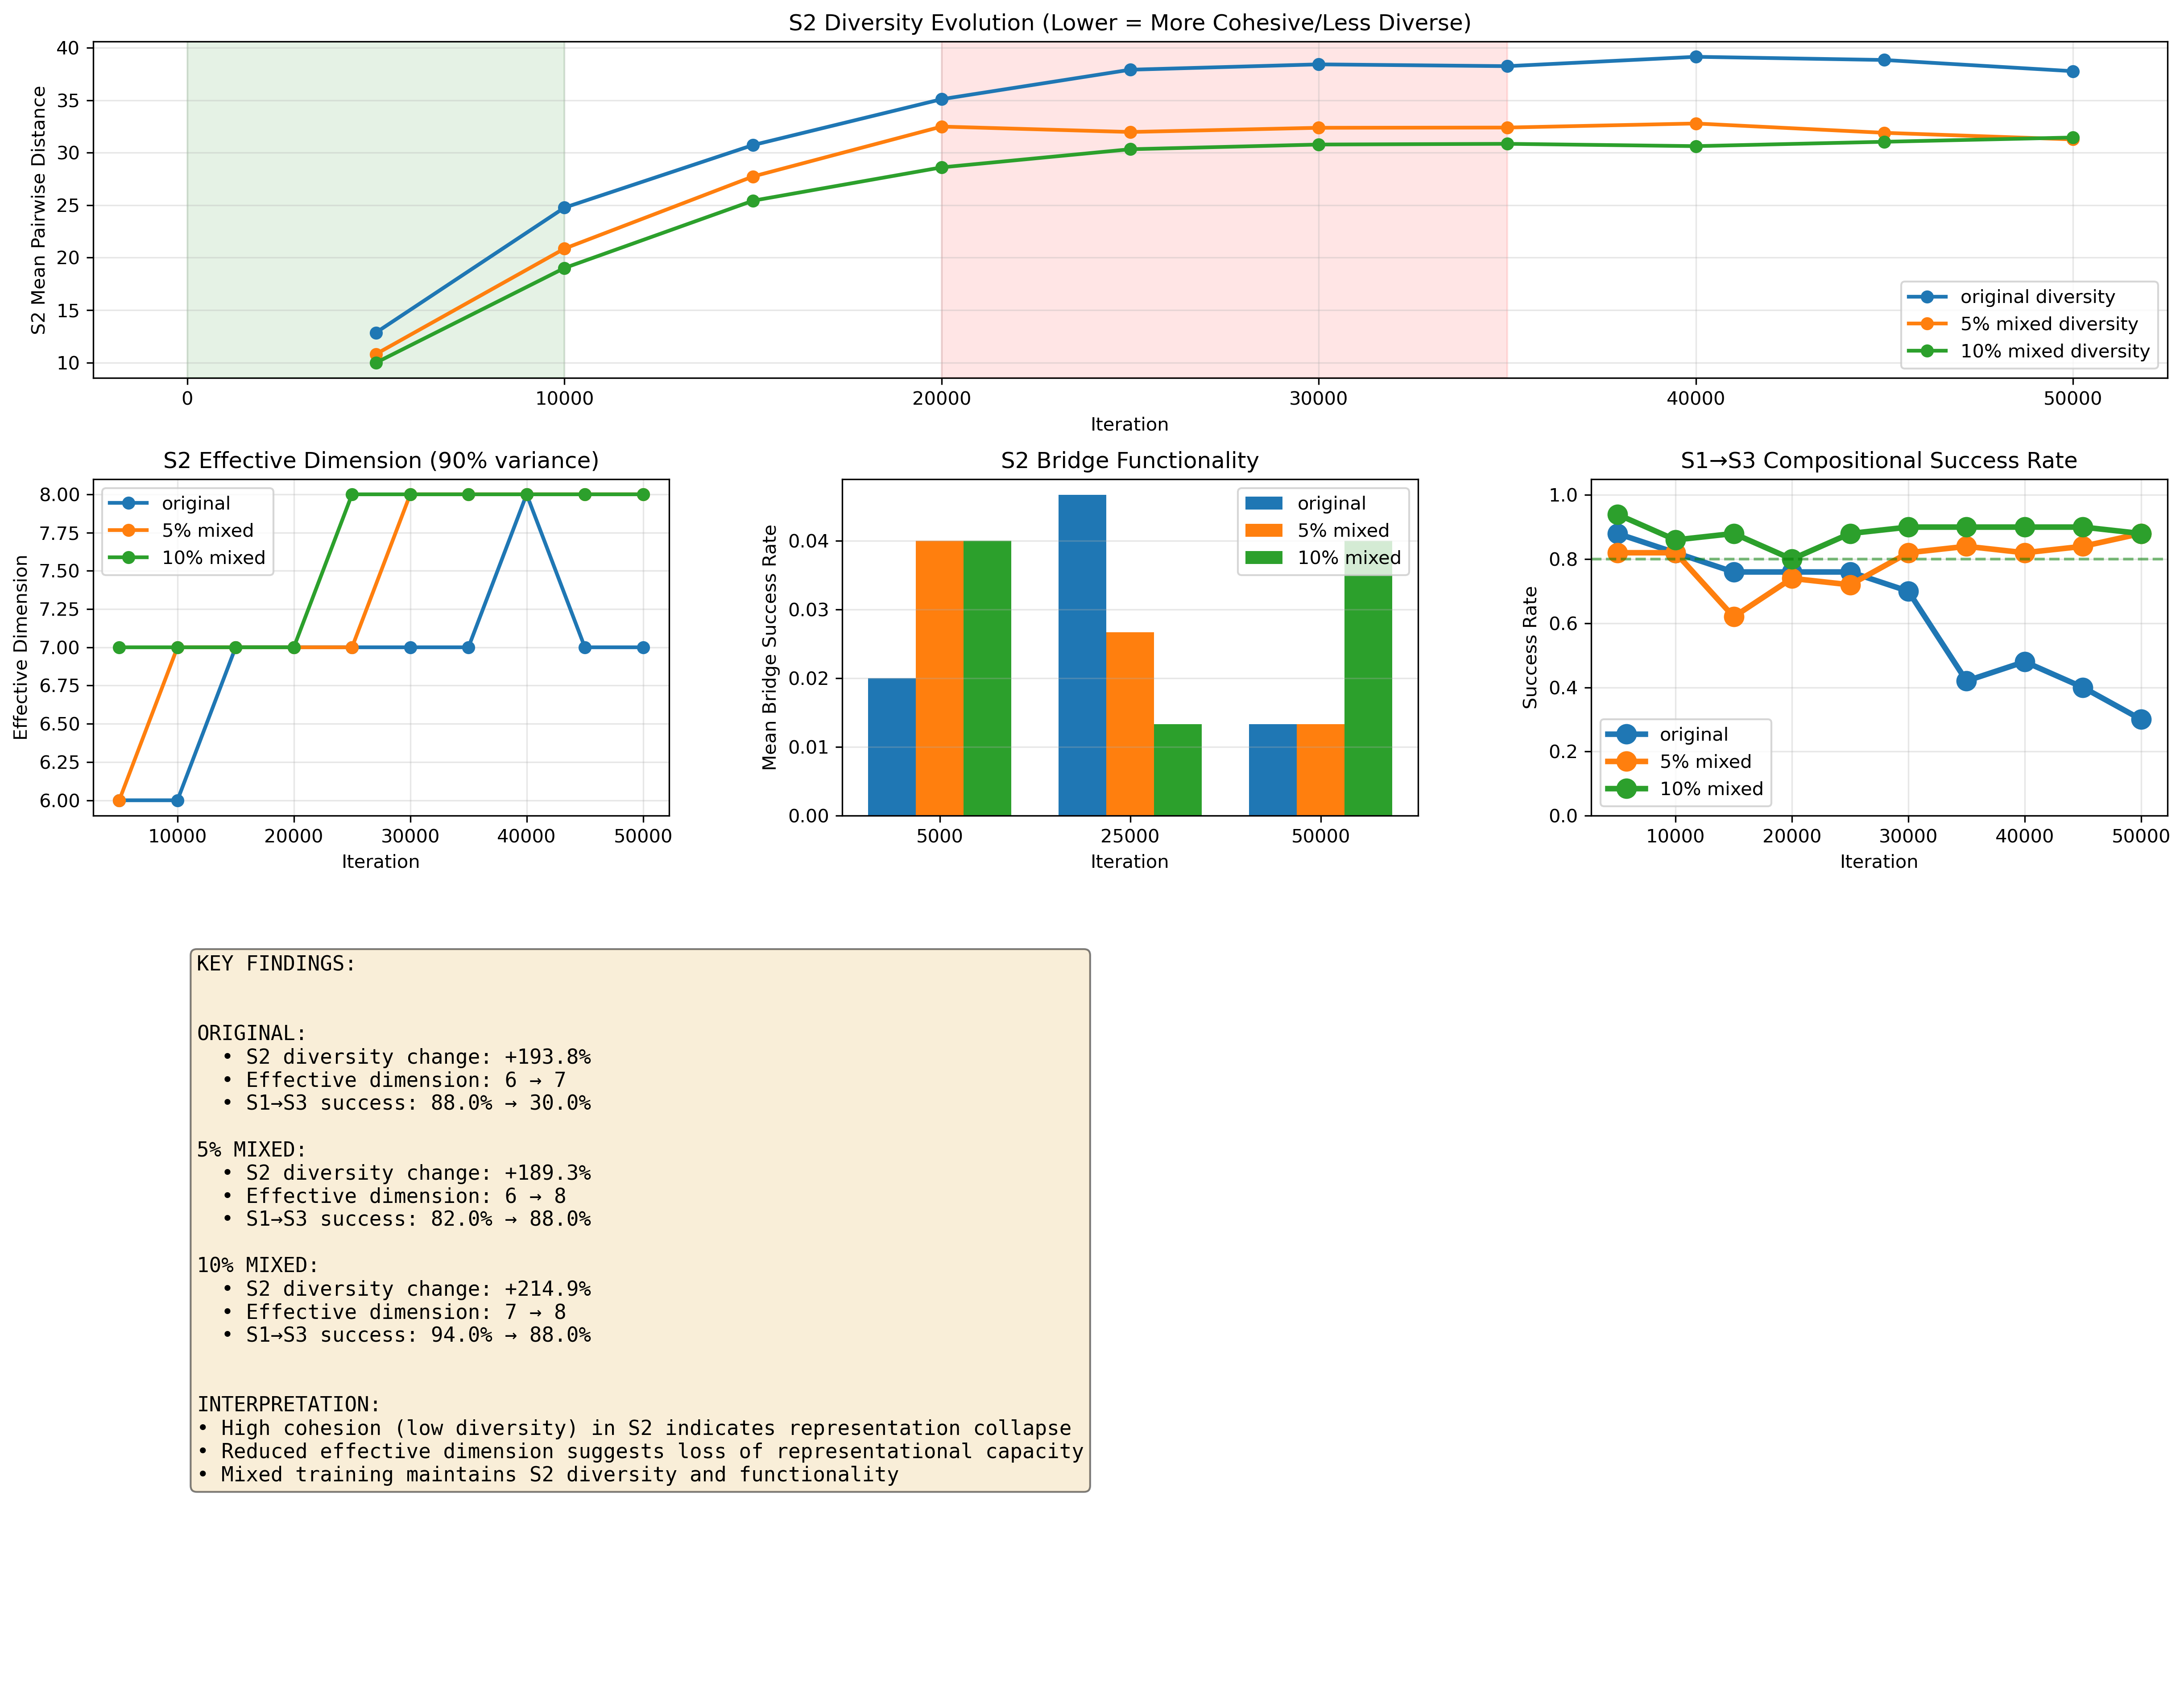 S2 Diversity Evolution (Lower = More Cohesive/Less Diverse)
S2 Mean Pairwise Distance
40
35
30
25
20
15
10
original diversity
5% mixed diversity
10% mixed diversity
0
10000
20000
30000
40000
50000
Iteration
S2 Effective Dimension (90% variance)
Effective Dimension
8.00
7.75
7.50
7.25
7.00
6.75
6.50
6.25
6.00
original
5% mixed
10% mixed
10000
20000
30000
40000
50000
Iteration
S2 Bridge Functionality
Mean Bridge Success Rate
0.04
0.03
0.02
0.01
0.00
original
5% mixed
10% mixed
5000
25000
50000
Iteration
S1→S3 Compositional Success Rate
Success Rate
1.0
0.8
0.6
0.4
0.2
0.0
original
5% mixed
10% mixed
10000
20000
30000
40000
50000
Iteration
KEY FINDINGS:
ORIGINAL:
• S2 diversity change: +193.8%
• Effective dimension: 6 → 7
• S1→S3 success: 88.0% → 30.0%
5% MIXED:
• S2 diversity change: +189.3%
• Effective dimension: 6 → 8
• S1→S3 success: 82.0% → 88.0%
10% MIXED:
• S2 diversity change: +214.9%
• Effective dimension: 7 → 8
• S1→S3 success: 94.0% → 88.0%
INTERPRETATION:
• High cohesion (low diversity) in S2 indicates representation collapse
• Reduced effective dimension suggests loss of representational capacity
• Mixed training maintains S2 diversity and functionality